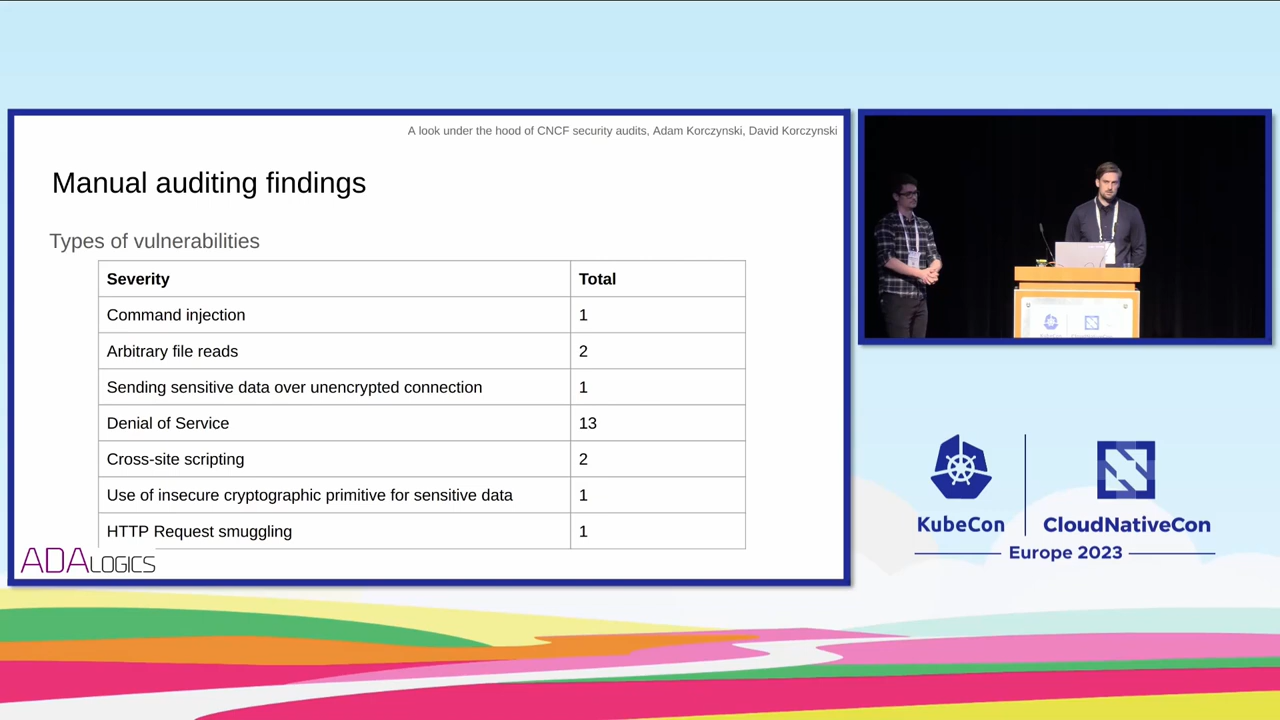 A look under the hood of CNCF security audits, Adam Korczynski, David Korczynski
Manual auditing findings
Types of vulnerabilities
Severity Total
Command injection 1
Arbitrary file reads 2
Sending sensitive data over unencrypted connection 1
Denial of Service 13
Cross-site scripting 2
Use of insecure cryptographic primitive for sensitive data 1
HTTP Request smuggling 1
ADALOGICS
KubeCon
CloudNativeCon
Europe 2023